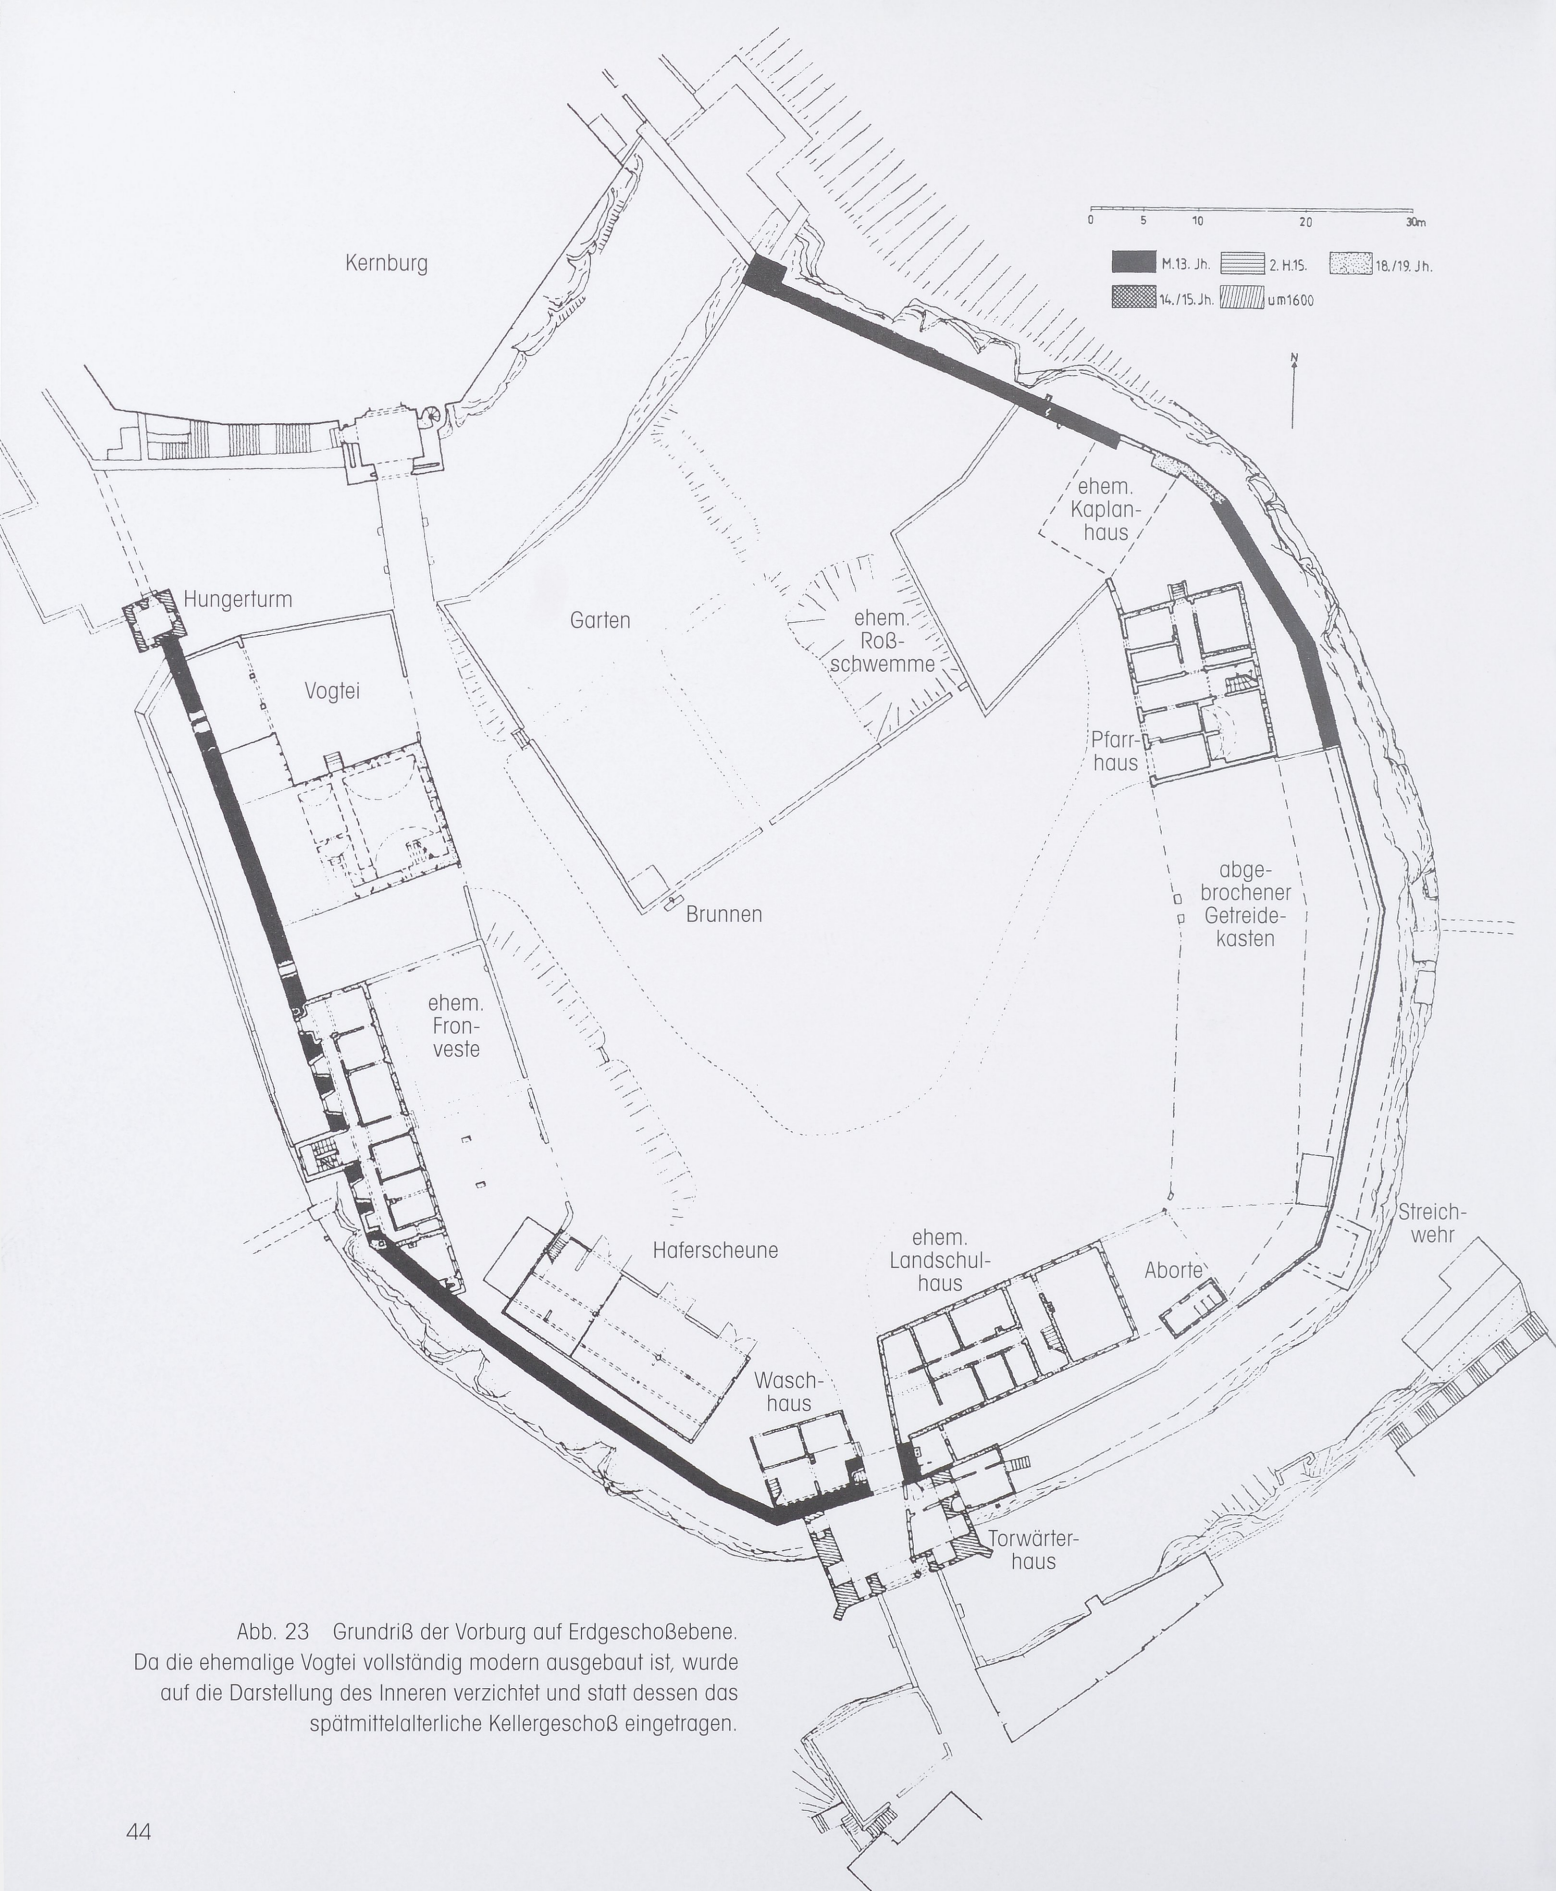 Kernburg
0 5 10 20 30m
M.13. Jh. 2. H.15. 18./19. Jh.
14./15. Jh. um 1600
N
ehem.
Kaplan-
haus
Hungerturm
Garten
ehem.
Roß-
schwemme
Vogtei
Pfarr-
haus
abge-
brochener
Getreide-
kasten
Brunnen
ehem.
Fron-
veste
Streich-
wehr
Haferscheune
ehem.
Landschul-
haus
Aborte
Wasch-
haus
Torwärter-
haus
Abb. 23 Grundriß der Vorburg auf Erdgeschoßebene.
Da die ehemalige Vogtei vollständig modern ausgebaut ist, wurde
auf die Darstellung des Inneren verzichtet und statt dessen das
spätmittelalterliche Kellergeschoß eingetragen.
44